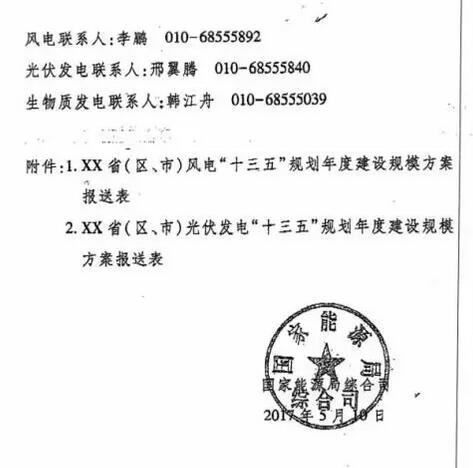 风电联系人:李鹏 010-68555892
光伏发电联系人:邢翼腾 010-68555840
生物质发电联系人:韩江舟 010-68555039
附件:1.XX省(区、市)风电“十三五”规划年度建设规模方案
报送表
2.XX省(区、市)光伏发电“十三五”规划年度建设规模
方案报送表
国家能源局
国家能源局综合司
综合司
2017年5月10日